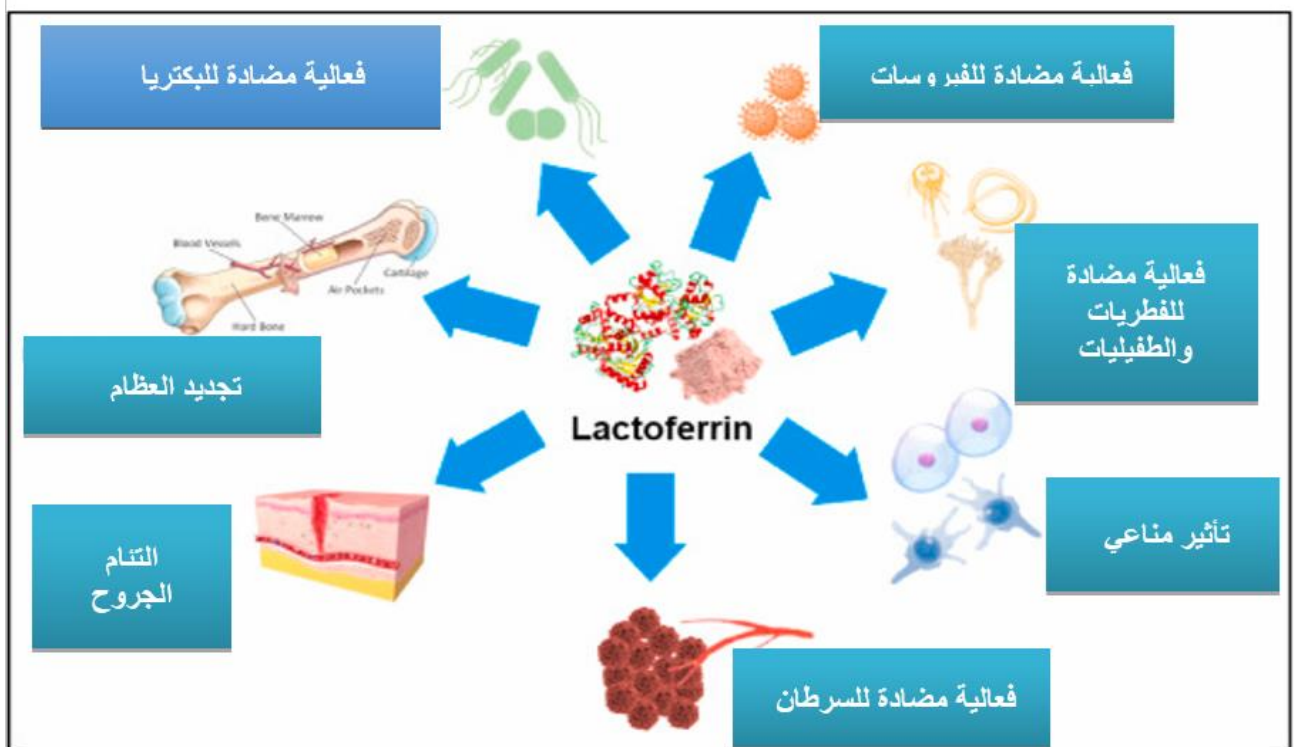 فعالية مضادة للبكتريا
فعالية مضادة للفيروسات
فعالية مضادة
للفطريات
والطفيليات
Bone Marrow
Blood Vessels
Cartilage
Air Pockets
Hard Bone
تجديد العظام
Lactoferrin
التئام
الجروح
تأثير مناعي
فعالية مضادة للسرطان